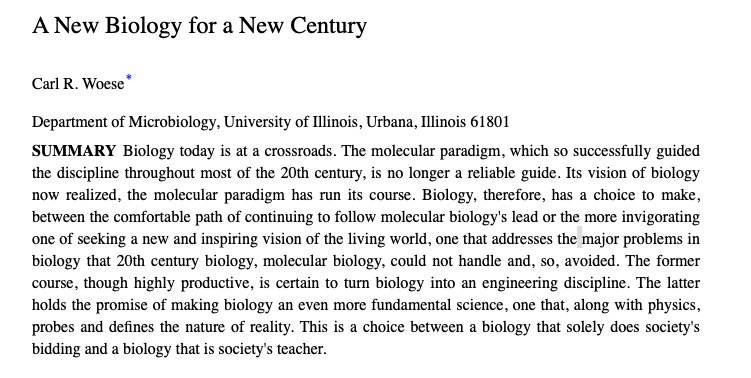 A New Biology for a New Century
Carl R. Woese*
Department of Microbiology, University of Illinois, Urbana, Illinois 61801
SUMMARY Biology today is at a crossroads. The molecular paradigm, which so successfully guided
the discipline throughout most of the 20th century, is no longer a reliable guide. Its vision of biology
now realized, the molecular paradigm has run its course. Biology, therefore, has a choice to make,
between the comfortable path of continuing to follow molecular biology's lead or the more invigorating
one of seeking a new and inspiring vision of the living world, one that addresses the major problems in
biology that 20th century biology, molecular biology, could not handle and, so, avoided. The former
course, though highly productive, is certain to turn biology into an engineering discipline. The latter
holds the promise of making biology an even more fundamental science, one that, along with physics,
probes and defines the nature of reality. This is a choice between a biology that solely does society's
bidding and a biology that is society's teacher.